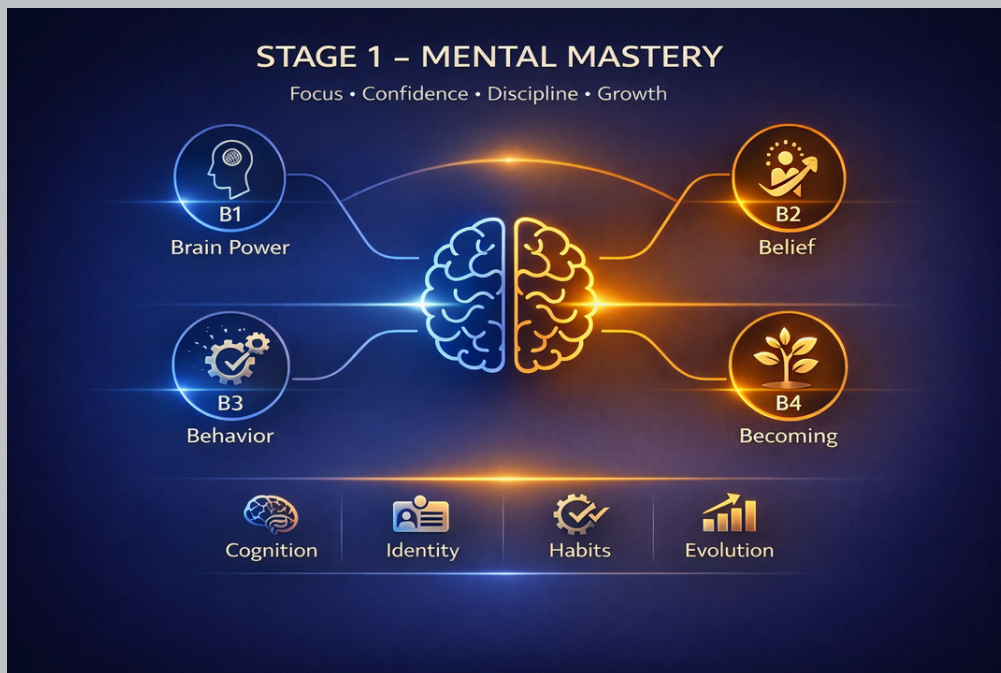 STAGE 1 – MENTAL MASTERY
Focus • Confidence • Discipline • Growth
B1
Brain Power
B2
Belief
B3
Behavior
B4
Becoming
Cognition
Identity
Habits
Evolution